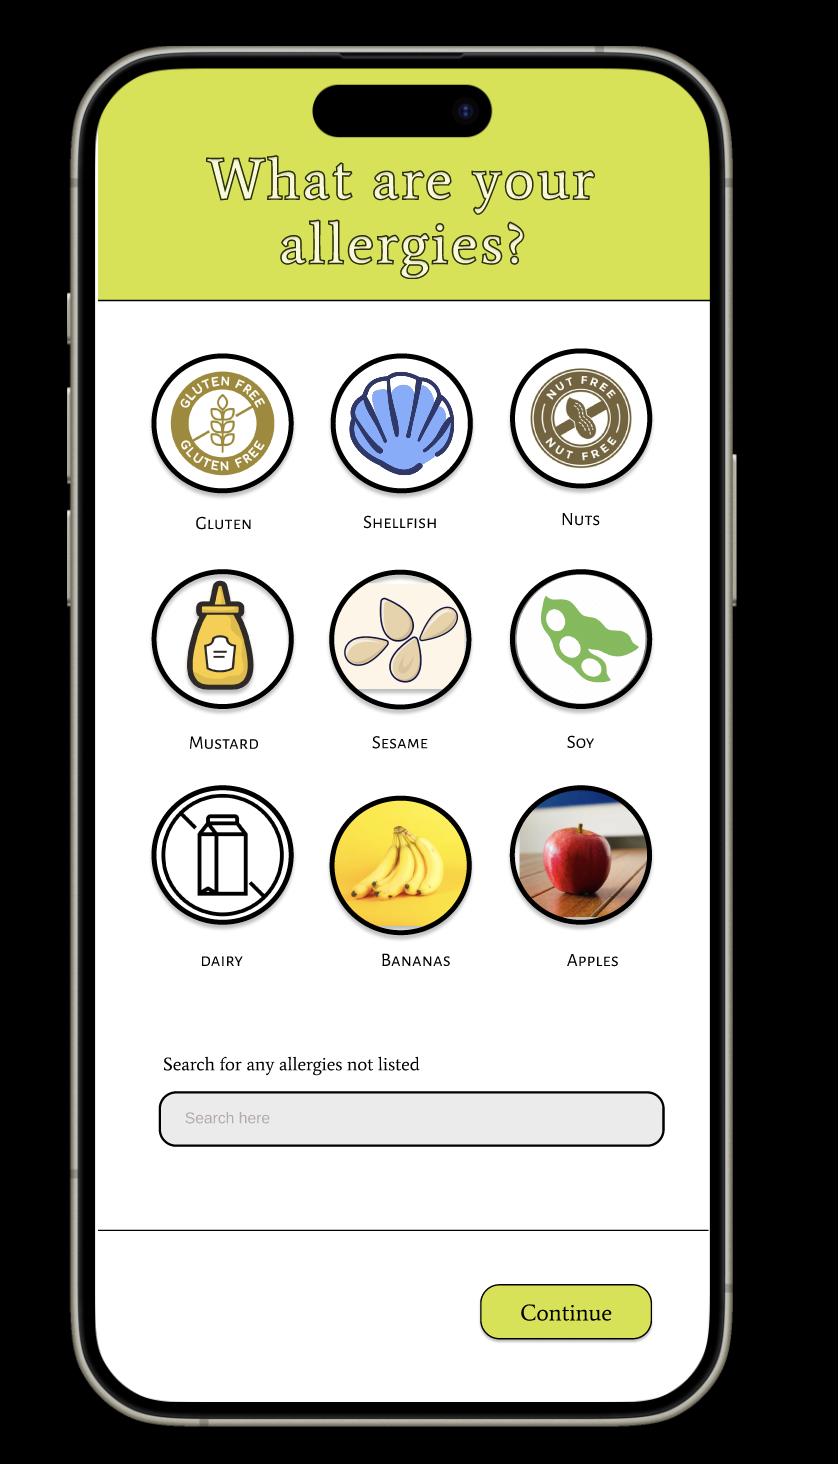 What are your
allergies?
GLUTEN FREE
GLUTEN FREE
NUT FREE
NUT FREE
Gluten
Shellfish
Nuts
Mustard
Sesame
Soy
dairy
Bananas
Apples
Search for any allergies not listed
Search here
Continue